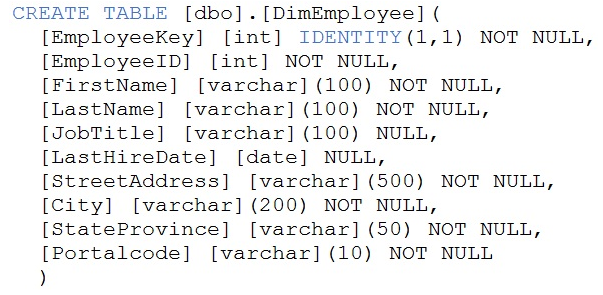 CREATE TABLE [dbo].[DimEmployee](
[EmployeeKey] [int] IDENTITY(1,1) NOT NULL,
[EmployeeID] [int] NOT NULL,
[FirstName] [varchar](100) NOT NULL,
[LastName] [varchar](100) NOT NULL,
[JobTitle] [varchar](100) NULL,
[LastHireDate] [date] NULL,
[StreetAddress] [varchar](500) NOT NULL,
[City] [varchar](200) NOT NULL,
[StateProvince] [varchar](50) NOT NULL,
[Portalcode] [varchar](10) NOT NULL
)